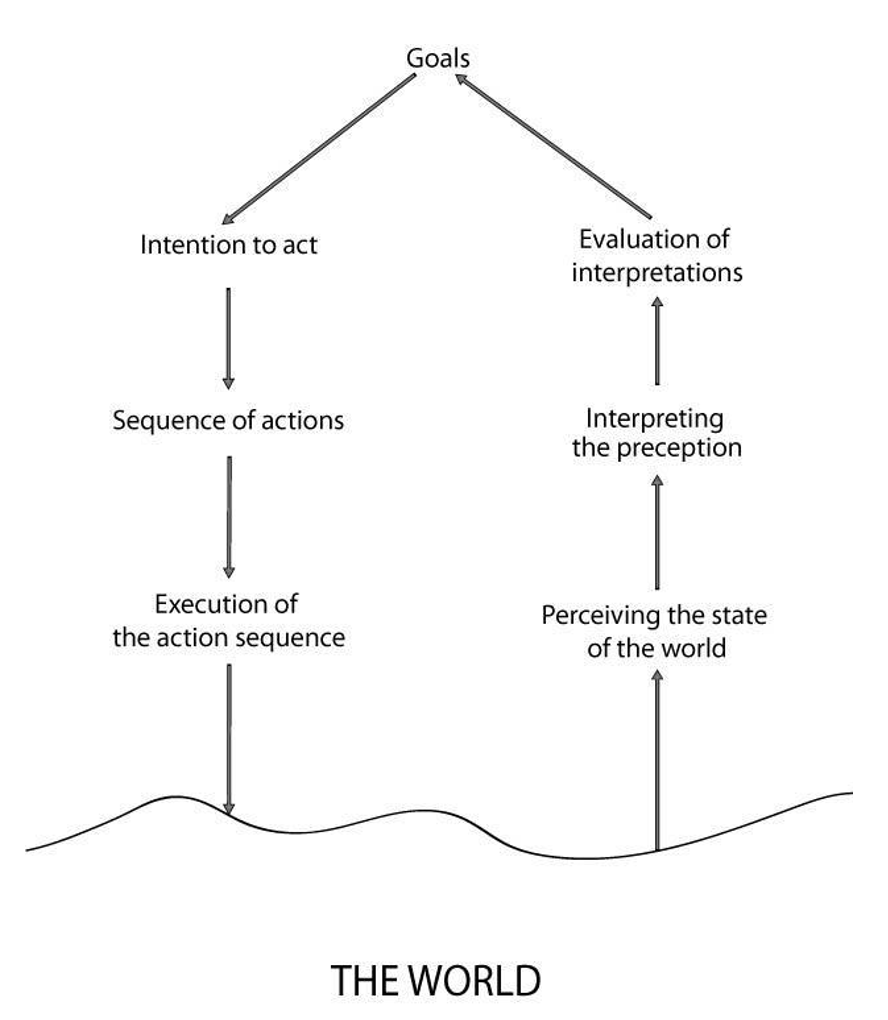 Goals
Intention to act
Sequence of actions
Execution of
the action sequence
Evaluation of
interpretations
Interpreting
the preception
Perceiving the state
of the world
THE WORLD